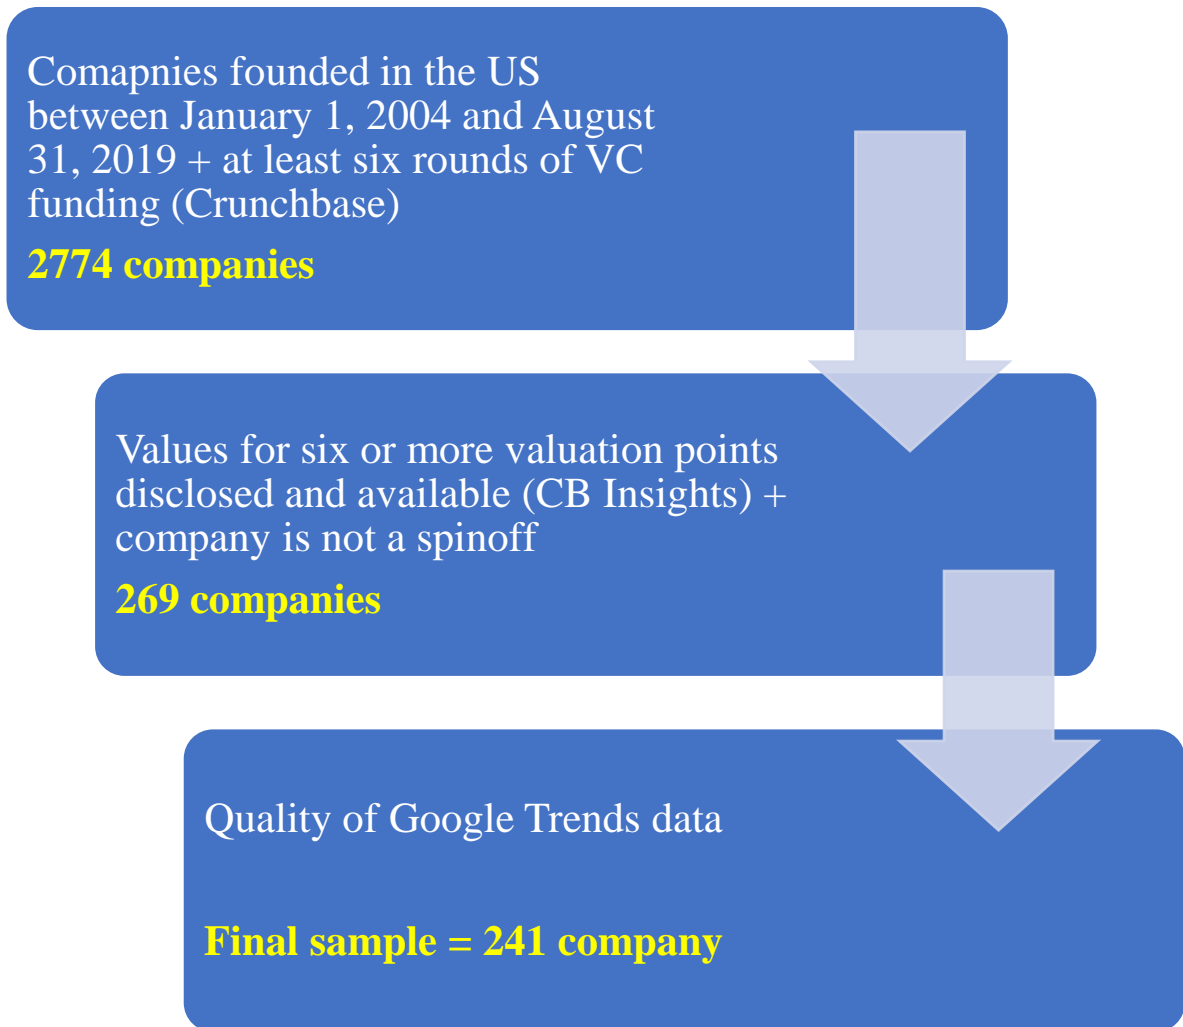 Comapnies founded in the US
between January 1, 2004 and August
31, 2019 + at least six rounds of VC
funding (Crunchbase)
2774 companies
Values for six or more valuation points
disclosed and available (CB Insights) +
company is not a spinoff
269 companies
Quality of Google Trends data
Final sample = 241 company